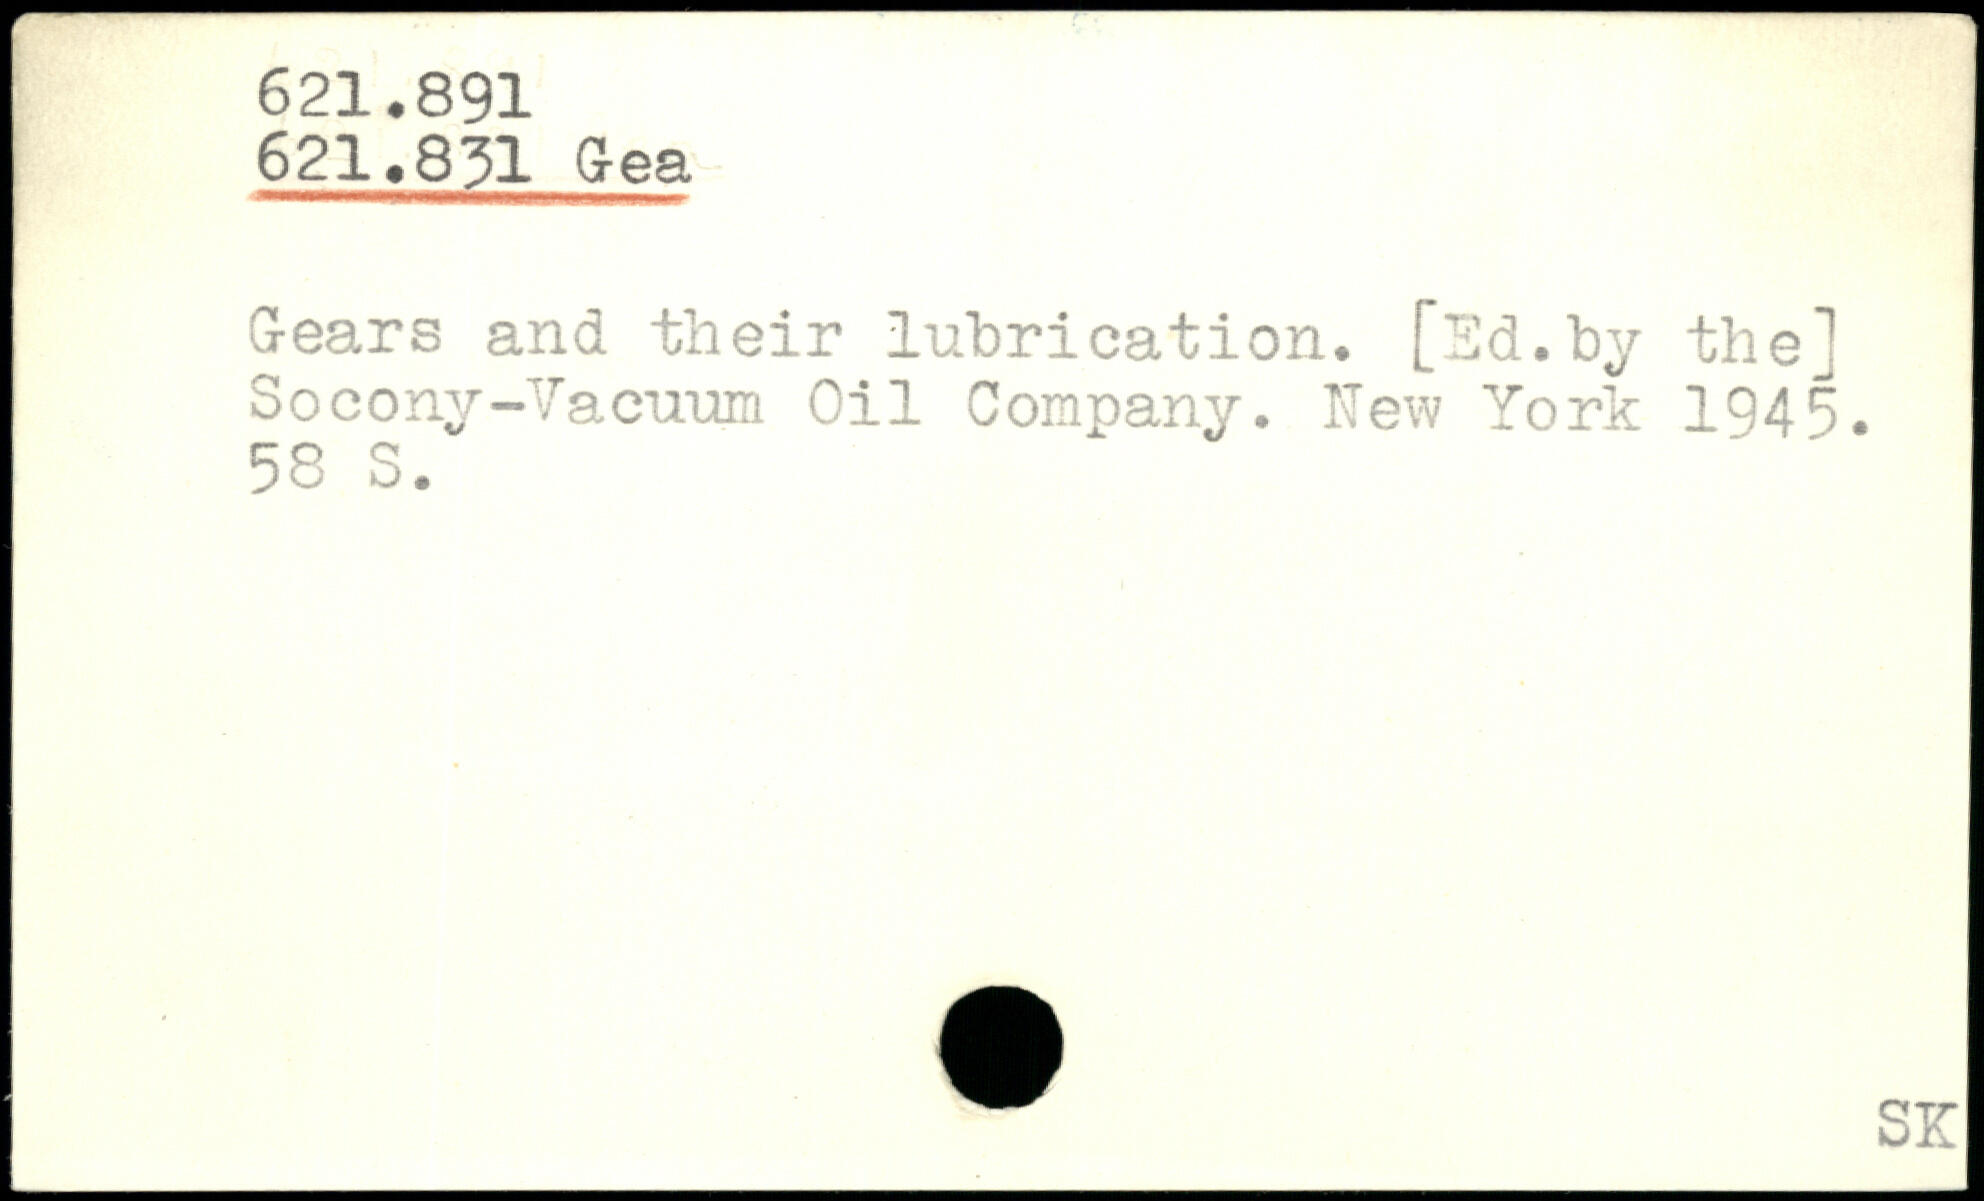 621.891
621.831 Gea
Gears and their lubrication. [Ed.by the]
Socony-Vacuum Oil Company. New York 1945.
58 S.
SK